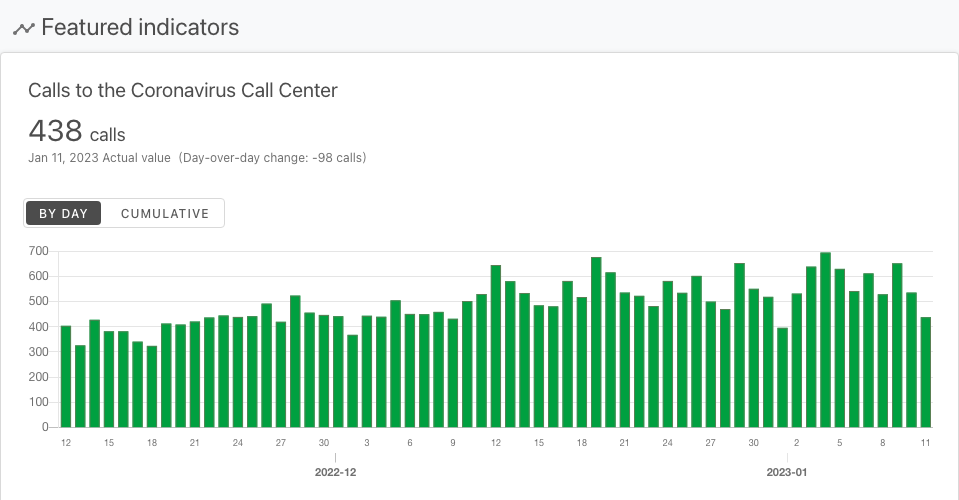 Featured indicators
Calls to the Coronavirus Call Center
438 calls
Jan 11, 2023 Actual value (Day-over-day change: -98 calls)
BY DAY CUMULATIVE
700
600
500
400
300
200
100
0
12 15 18 21 24 27 30 3 6 9 12 15 18 21 24 27 30 2 5 8 11
2022-12 2023-01